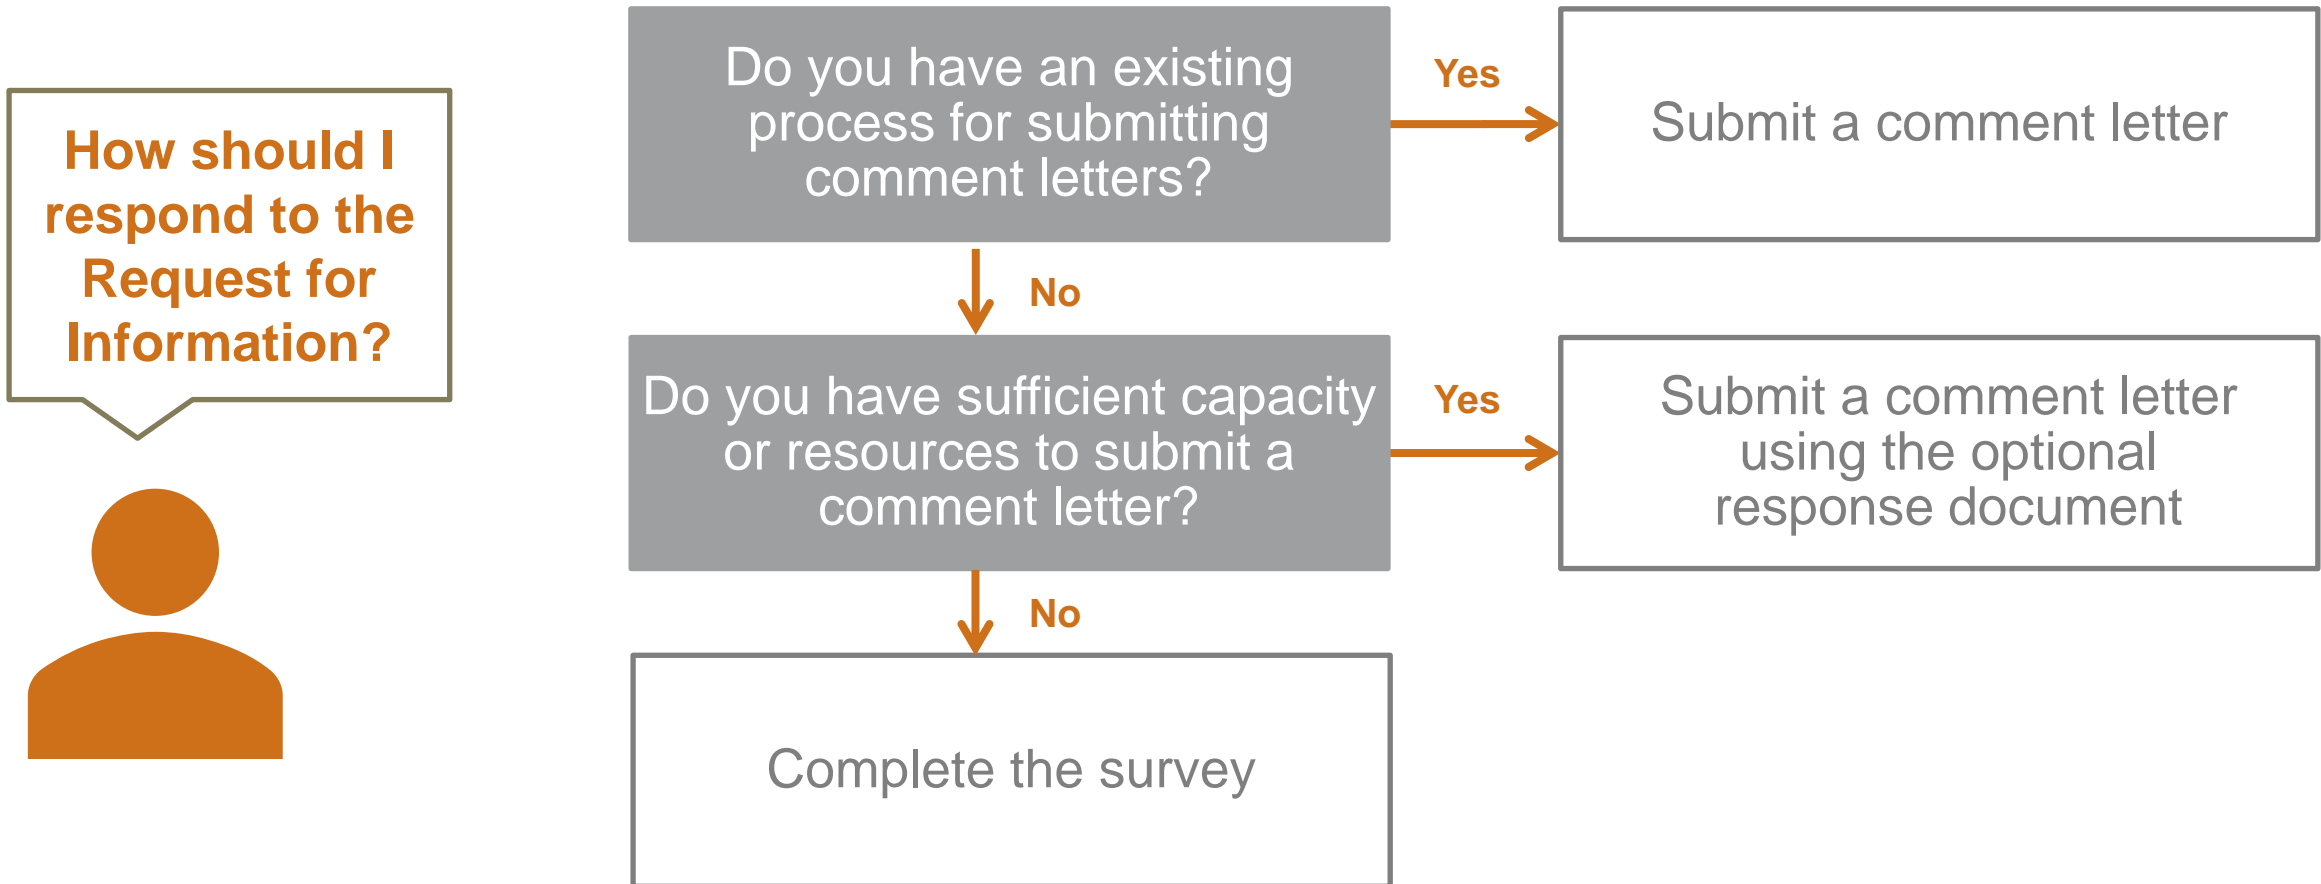 How should I
respond to the
Request for
Information?
Do you have an existing
process for submitting
comment letters?
Yes
Submit a comment letter
No
Do you have sufficient capacity
or resources to submit a
comment letter?
Yes
Submit a comment letter
using the optional
response document
No
Complete the survey